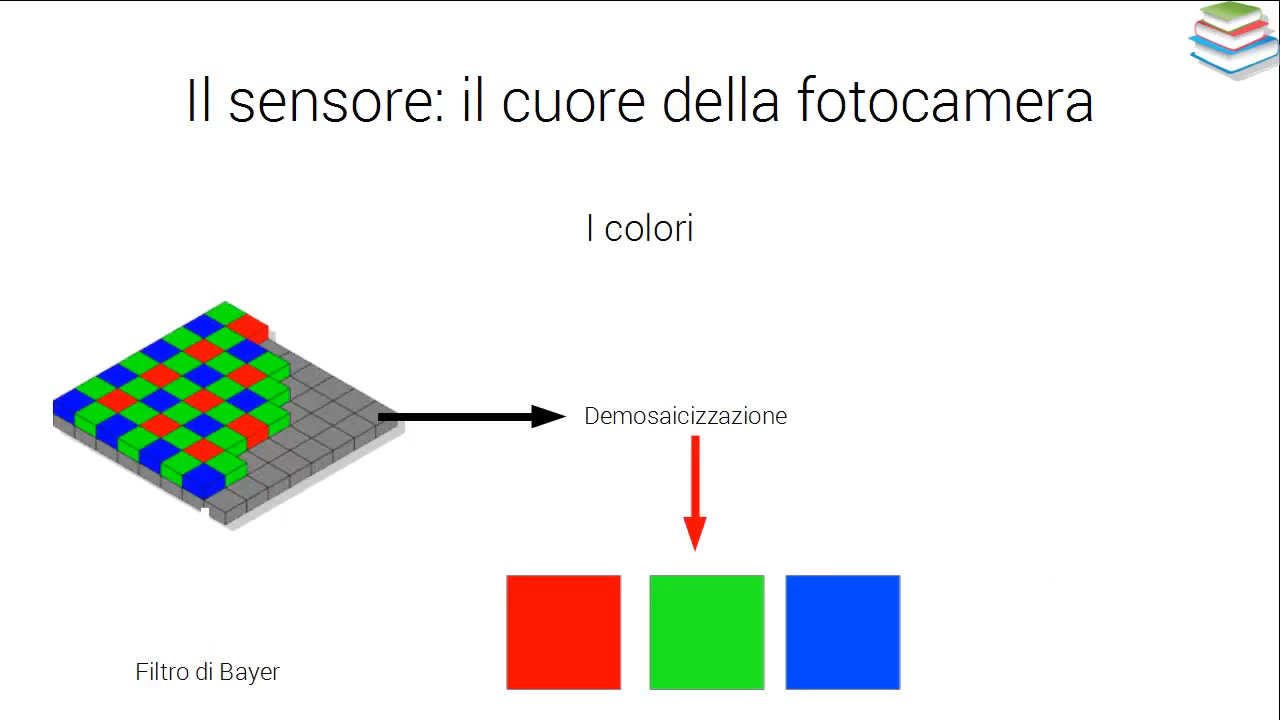 Il sensore: il cuore della fotocamera
I colori
Demosaicizzazione
Filtro di Bayer